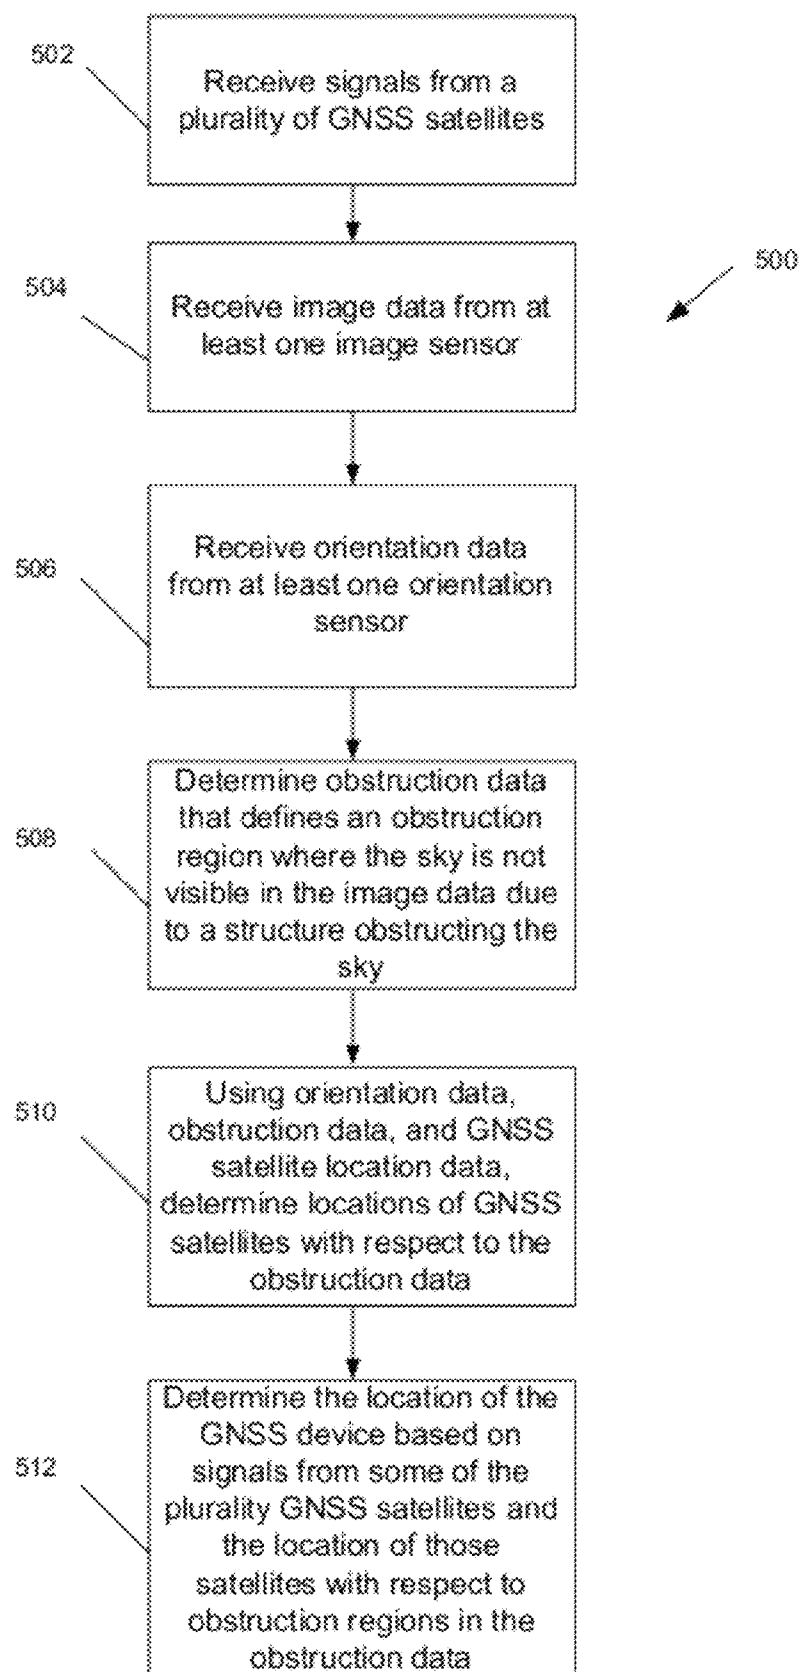 502
Receive signals from a
plurality of GNSS satellites
504
Receive image data from at
least one image sensor
500
506
Receive orientation data
from at least one orientation
sensor
508
Determine obstruction data
that defines an obstruction
region where the sky is not
visible in the image data due
to a structure obstructing the
sky
510
Using orientation data,
obstruction data, and GNSS
satellite location data,
determine locations of GNSS
satellites with respect to the
obstruction data
512
Determine the location of the
GNSS device based on
signals from some of the
plurality GNSS satellites and
the location of those
satellites with respect to
obstruction regions in the
obstruction data